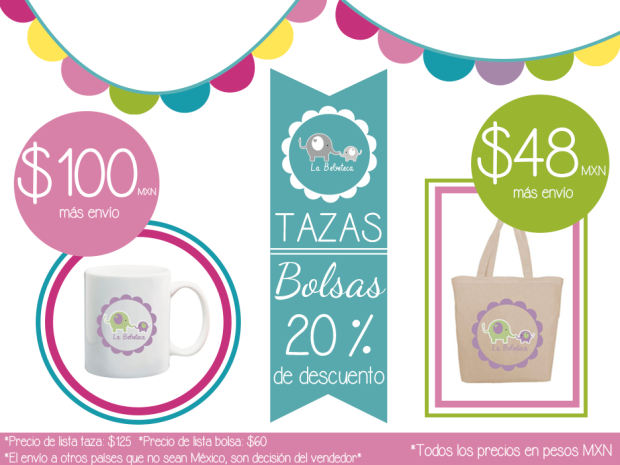 $100 MXN
más envío
La Bebeteca
TAZAS
Bolsas
20%
de descuento
$48 MXN
más envío
La Bebeteca
La Bebeteca
*Precio de lista taza: $125 *Precio de lista bolsa: $60
*El envío a otros países que no sean México, son decisión del vendedor*
*Todos los precios en pesos MXN